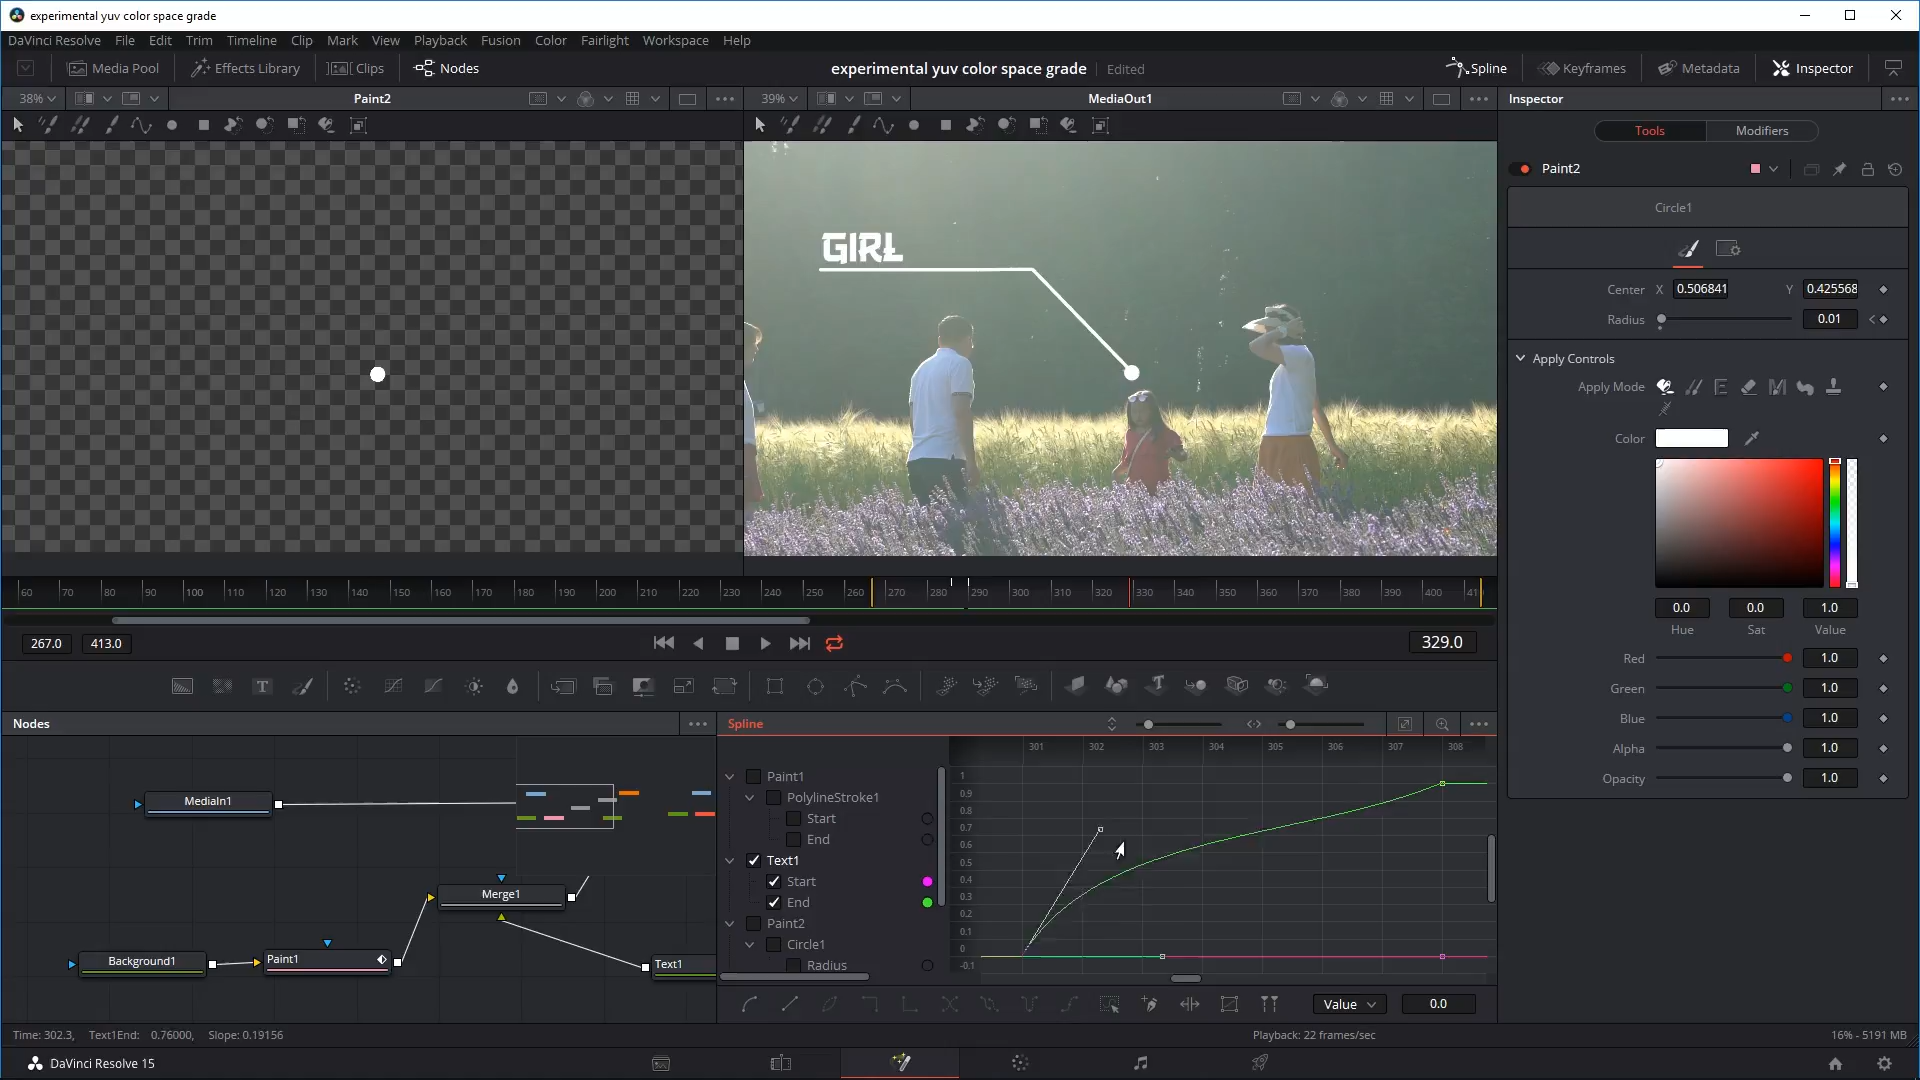 experimental yuv color space grade
DaVinci Resolve File Edit Trim Timeline Clip Mark View Playback Fusion Color Fairlight Workspace Help
Media Pool Effects Library Clips Nodes experimental yuv color space grade Edited Spline Keyframes Metadata Inspector
38% Paint2 39% MediaOut1 Inspector
Tools Modifiers
Paint2
Circle1
GIRL
Center X 0.506841 Y 0.425568
Radius 0.01
Apply Controls
Apply Mode
Color
60 70 80 90 100 110 120 130 140 150 160 170 180 190 200 210 220 230 240 250 260 270 280 290 300 310 320 330 340 350 360 370 380 390 400 41
0.0 0.0 1.0
Hue Sat Value
267.0 413.0 329.0
Red 1.0
Green 1.0
Blue 1.0
Alpha 1.0
Opacity 1.0
Nodes Spline
301 302 303 304 305 306 307 308
MediaIn1
Merge1
Background1
Paint1
Text1
Paint1
PolylineStroke1
Start
End
Text1
Start
End
Paint2
Circle1
Radius
1
0.9
0.8
0.7
0.6
0.5
0.4
0.3
0.2
0.1
0
-0.1
Value 0.0
Time: 302.3, Text1End: 0.76000, Slope: 0.19156 Playback: 22 frames/sec 16% - 5191 MB
DaVinci Resolve 15